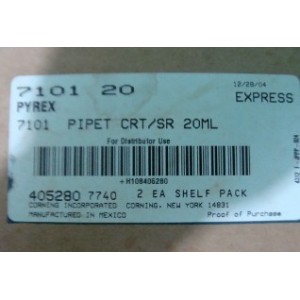 7101 20
12/29/04
PYREX
EXPRESS
7101 PIPET CRT/SR 20ML
For Distributor Use
+H108405280
405280 7740 2 EA SHELF PACK
CORNING INCORPORATED CORNING, NEW YORK 14831
MANUFACTURED IN MEXICO Proof of Purchase